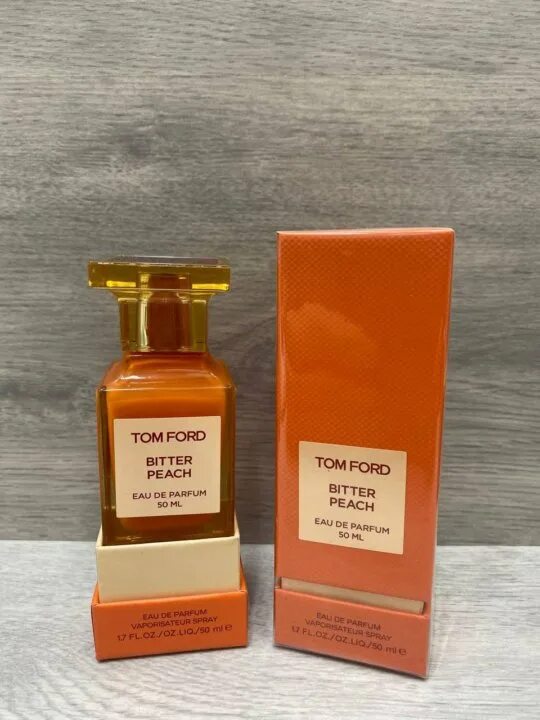 TOM FORD
BITTER
PEACH
EAU DE PARFUM
50 ML
EAU DE PARFUM
VAPORISATEUR SPRAY
1.7 FL.OZ./OZ.LIQ./50 ml e
TOM FORD
BITTER
PEACH
EAU DE PARFUM
50 ML
EAU DE PARFUM
VAPORISATEUR SPRAY
1.7 FL.OZ./OZ.LIQ./50 ml ℮